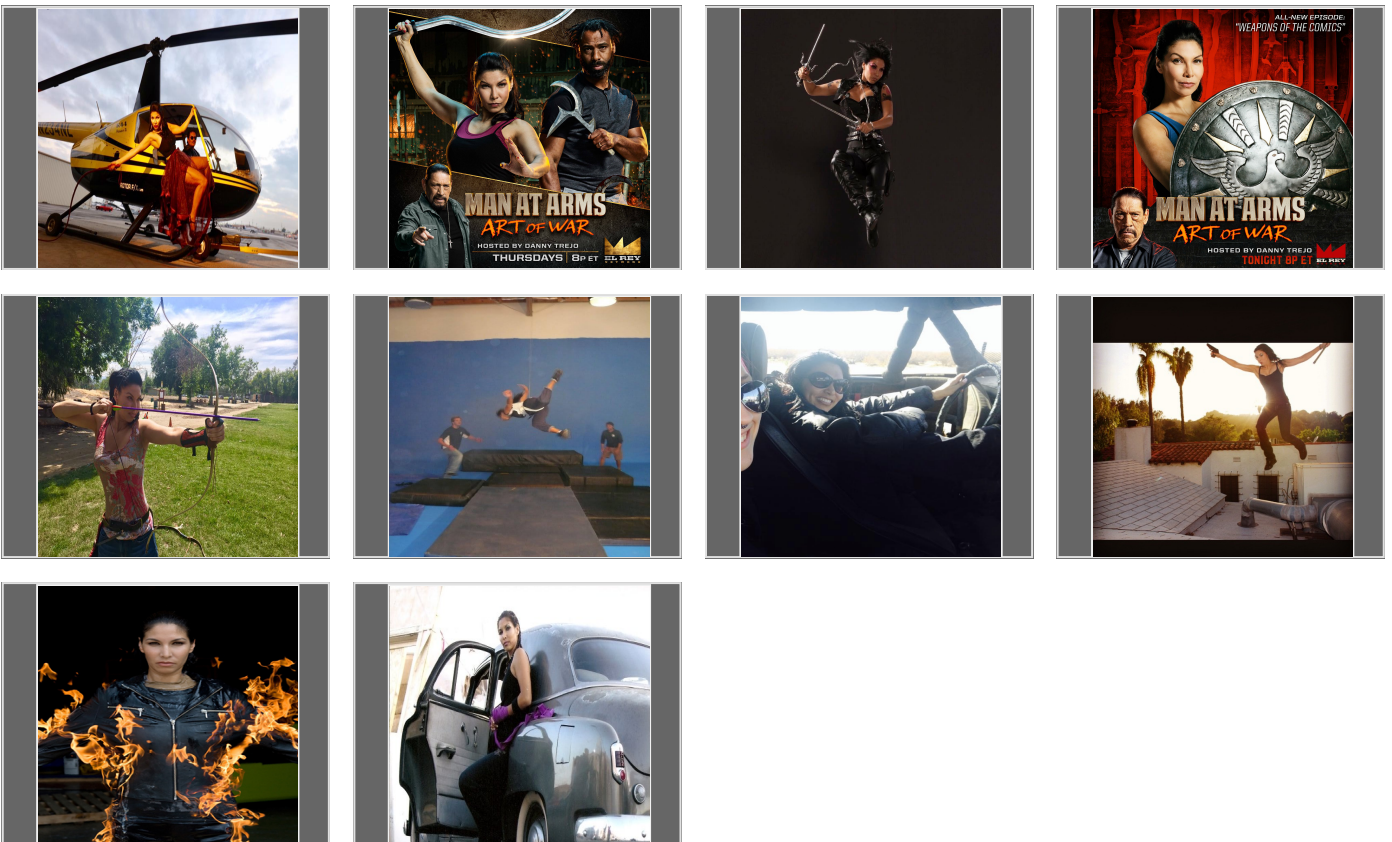 MAN AT ARMS
ART OF WAR
HOSTED BY DANNY TREJO
THURSDAYS | 8P ET
EL REY
ALL-NEW EPISODE:
"WEAPONS OF THE COMICS"
MAN AT ARMS
ART OF WAR
HOSTED BY DANNY TREJO
TONIGHT 8P ET
EL REY